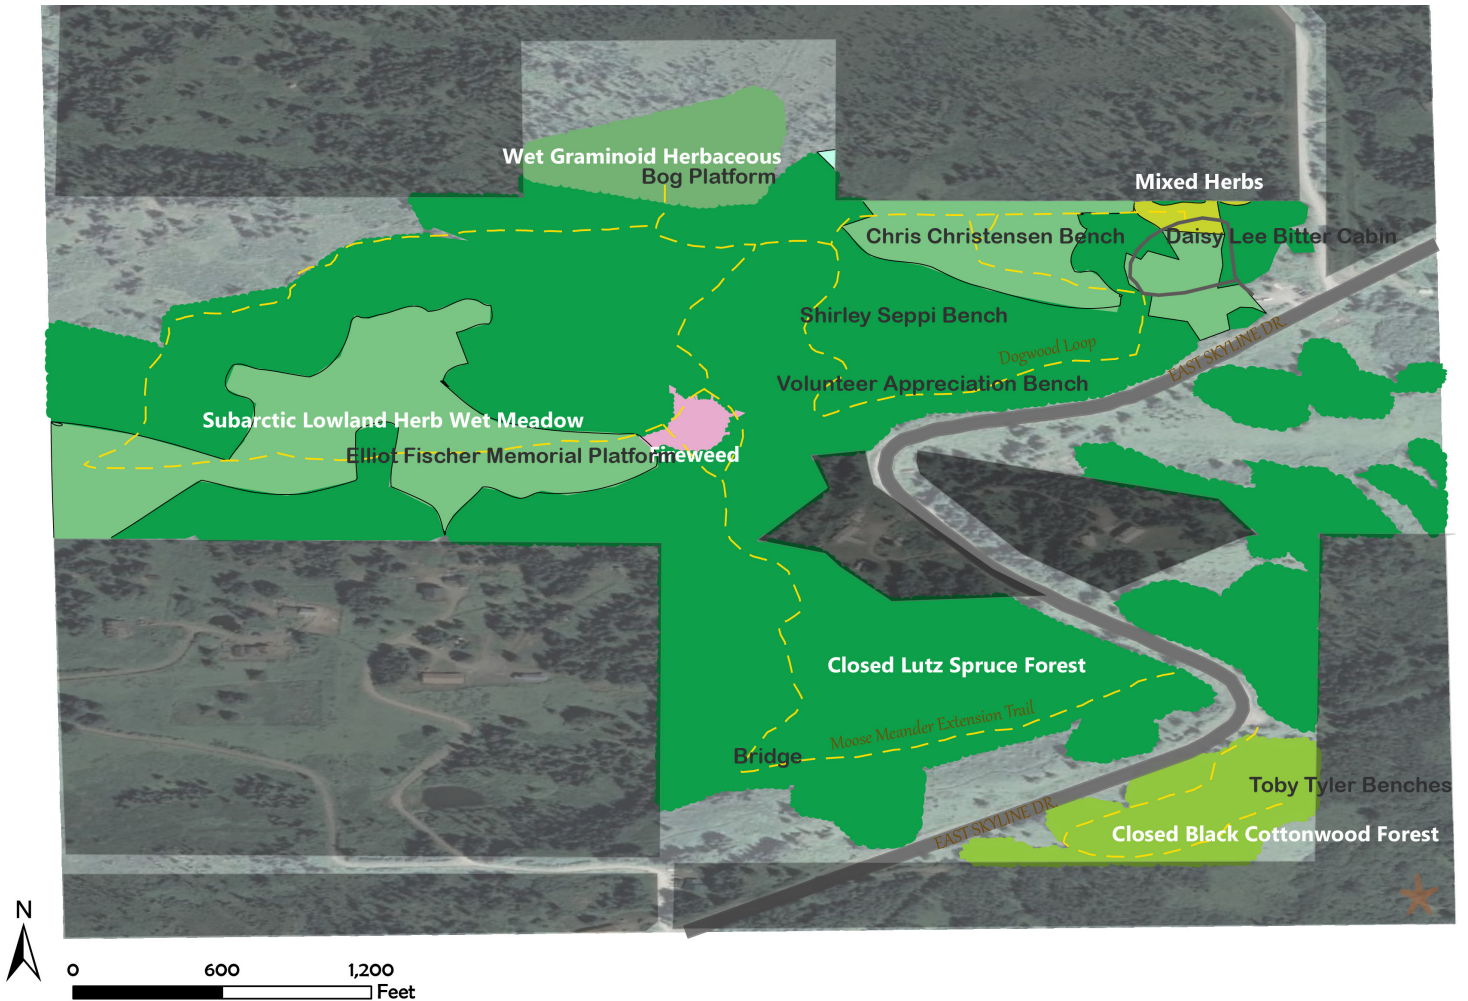 Wet Graminoid Herbaceous
Bog Platform
Mixed Herbs
Chris Christensen Bench
Daisy Lee Bitter Cabin
Shirley Seppi Bench
Dogwood Loop
EAST SKYLINE DR.
Volunteer Appreciation Bench
Subarctic Lowland Herb Wet Meadow
Elliot Fischer Memorial Platform
Fireweed
Closed Lutz Spruce Forest
Moose Meander Extension Trail
Bridge
Toby Tyler Benches
EAST SKYLINE DR.
Closed Black Cottonwood Forest
N
0 600 1,200
Feet